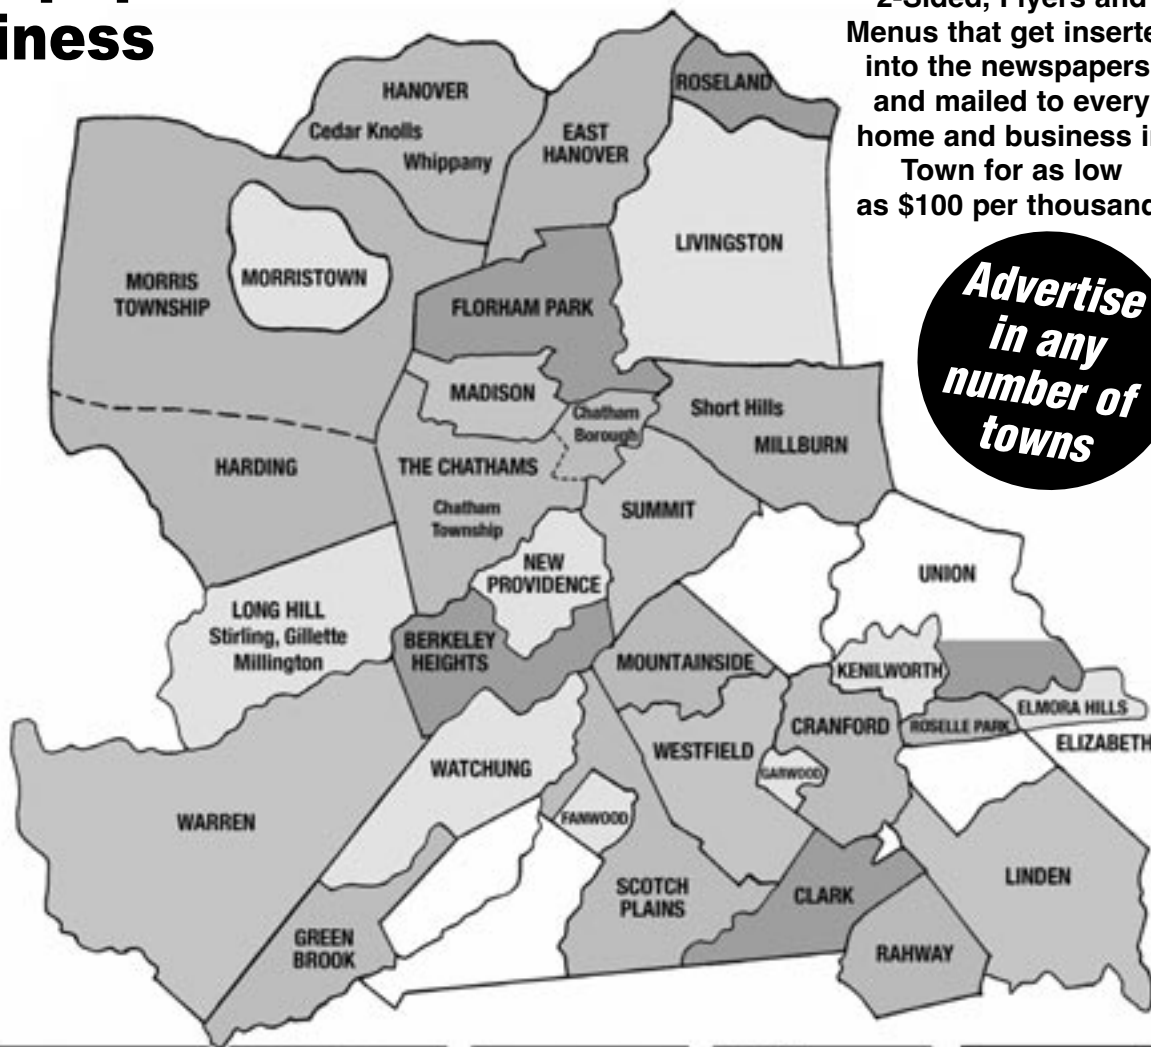 iness
2-Sided, Flyers and
Menus that get inserte
into the newspapers
and mailed to every
home and business i
Town for as low
as $100 per thousand
Advertise
in any
number of
towns
HANOVER
Cedar Knolls
Whippany
EAST
HANOVER
ROSELAND
LIVINGSTON
MORRIS
TOWNSHIP
MORRISTOWN
FLORHAM PARK
MADISON
Chatham
Borough
Short Hills
MILLBURN
HARDING
THE CHATHAMS
Chatham
Township
SUMMIT
NEW
PROVIDENCE
UNION
LONG HILL
Stirling, Gillette
Millington
BERKELEY
HEIGHTS
MOUNTAINSIDE
KENILWORTH
ELMORA HILLS
ROSELLE PARK
ELIZABETH
CRANFORD
WESTFIELD
GARWOOD
WATCHUNG
WARREN
FANWOOD
SCOTCH
PLAINS
CLARK
LINDEN
GREEN
BROOK
RAHWAY